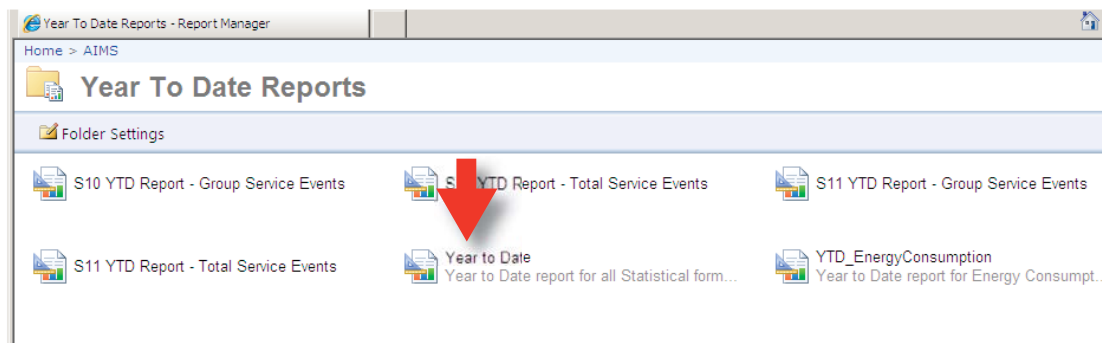 Year To Date Reports - Report Manager
Home > AIMS
Year To Date Reports
Folder Settings
S10 YTD Report - Group Service Events
YTD Report - Total Service Events
S11 YTD Report - Group Service Events
S11 YTD Report - Total Service Events
Year to Date
Year to Date report for all Statistical form...
YTD_EnergyConsumption
Year to Date report for Energy Consumpt...